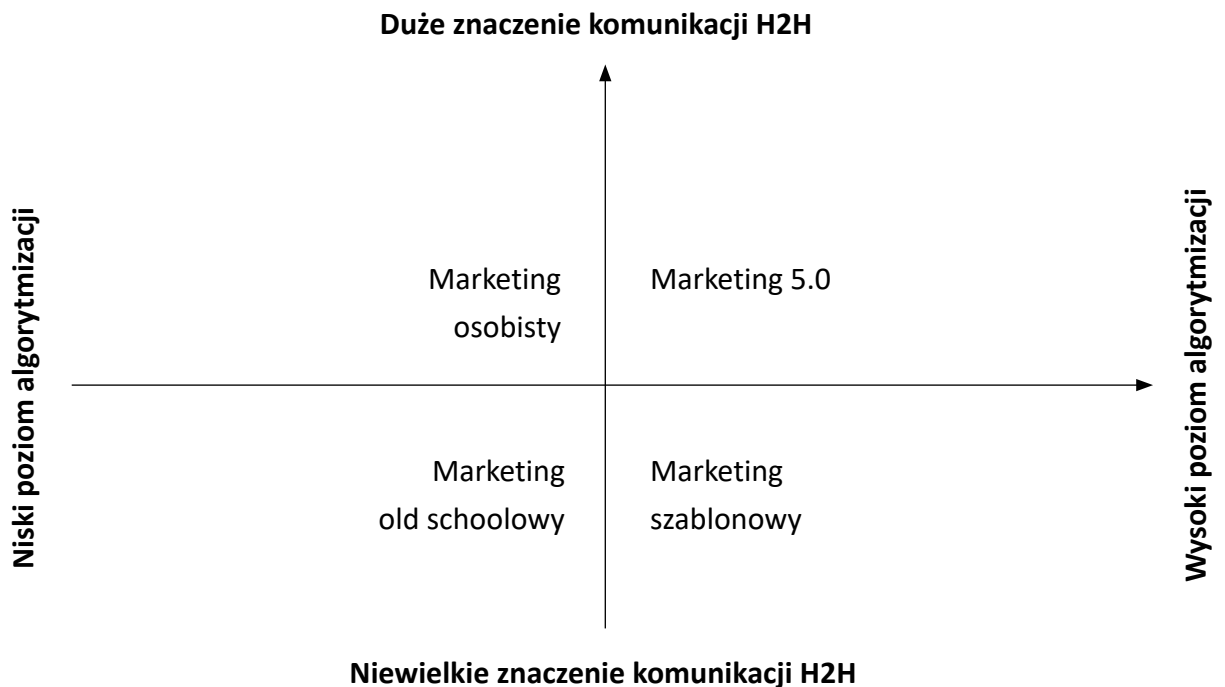 Duże znaczenie komunikacji H2H
Niski poziom algorytmizacji
Marketing
osobisty
Marketing 5.0
Wysoki poziom algorytmizacji
Marketing
old schoolowy
Marketing
szablonowy
Niewielkie znaczenie komunikacji H2H